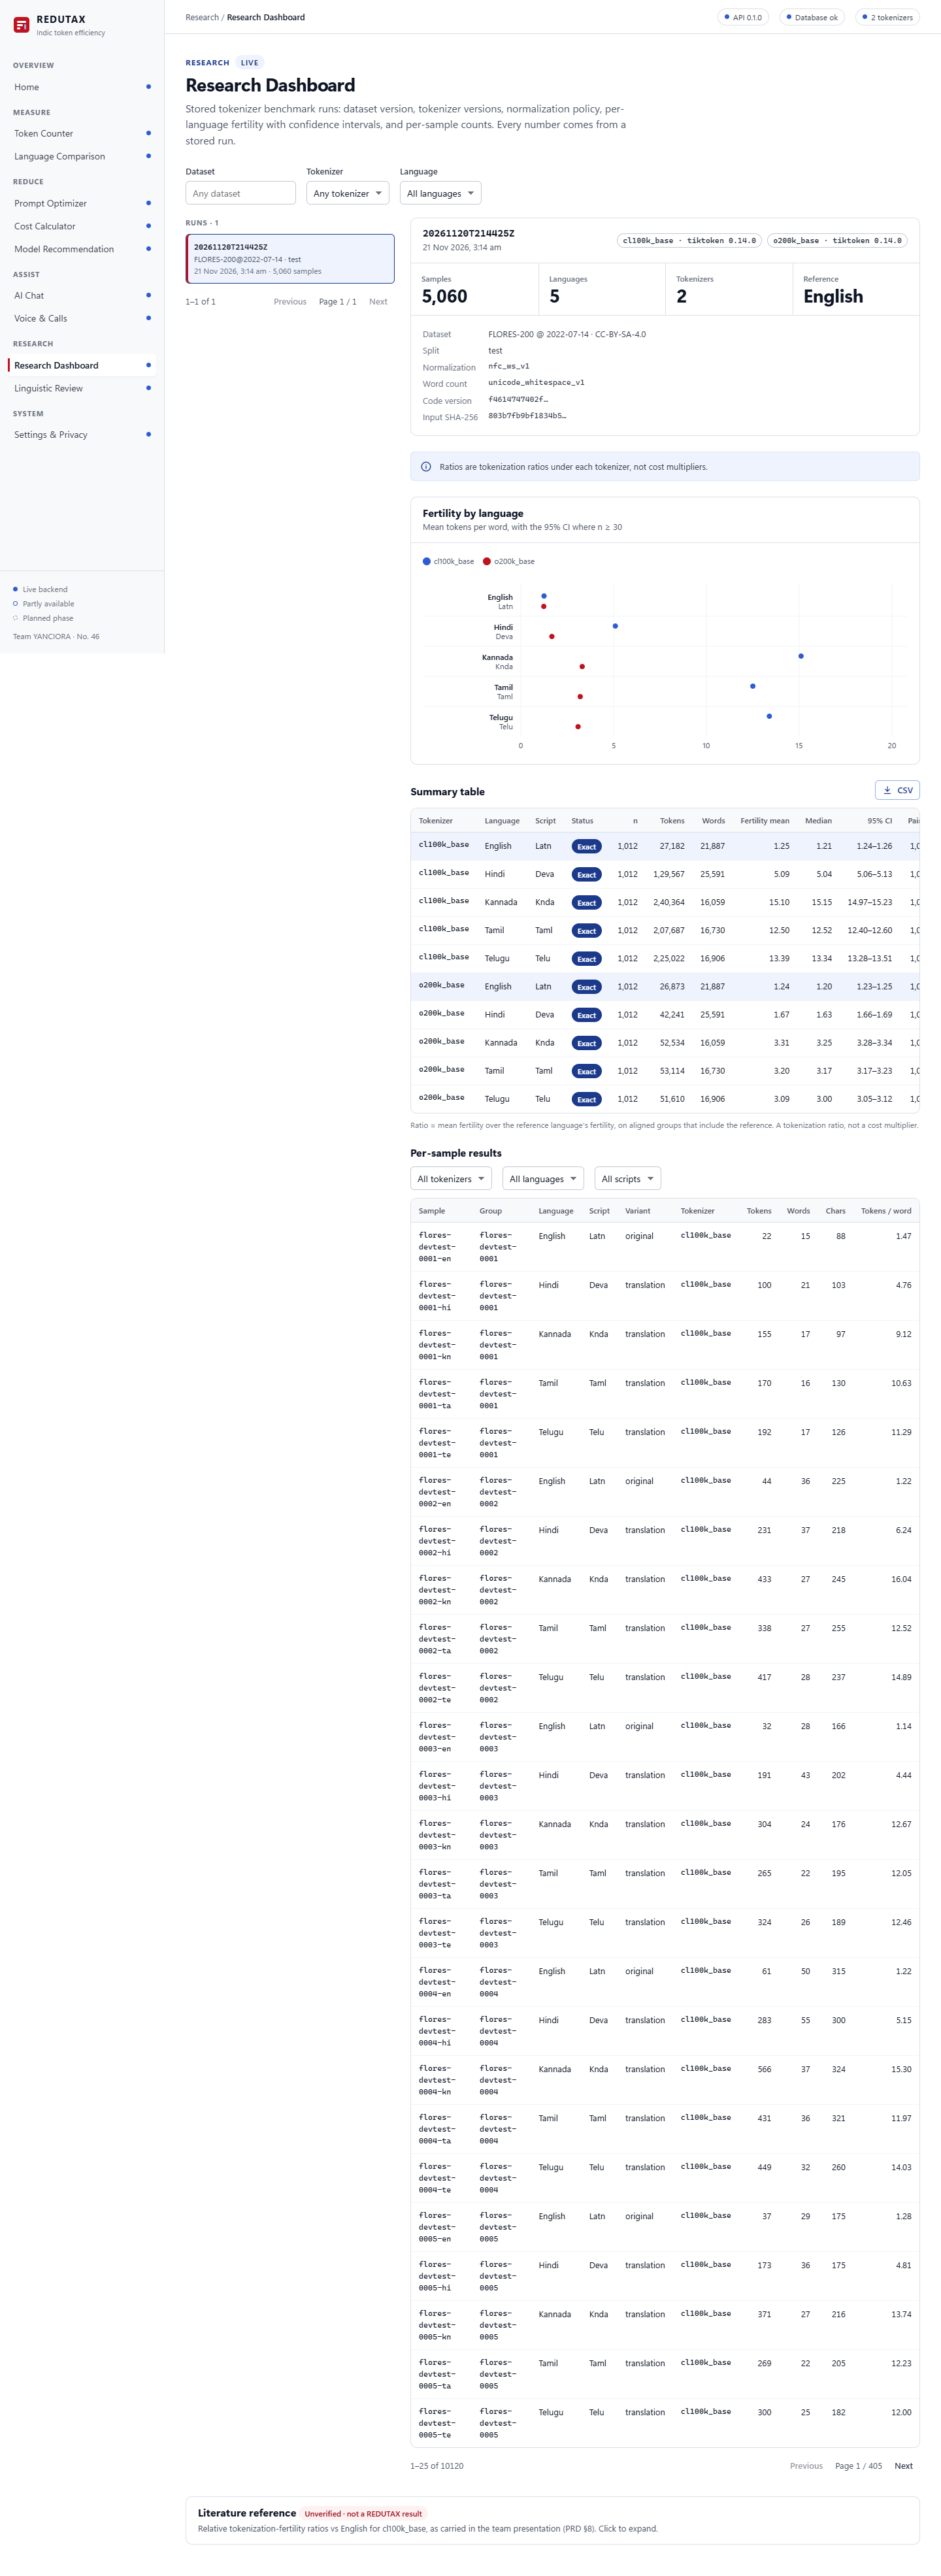 REDUTAX
Indic token efficiency
OVERVIEW
Home
MEASURE
Token Counter
Language Comparison
REDUCE
Prompt Optimizer
Cost Calculator
Model Recommendation
ASSIST
AI Chat
Voice & Calls
RESEARCH
Research Dashboard
Linguistic Review
SYSTEM
Settings & Privacy
Live backend
Partly available
Planned phase
Team YANCIORA · No. 46
Research / Research Dashboard
API 0.1.0 Database ok 2 tokenizers
RESEARCH LIVE
Research Dashboard
Stored tokenizer benchmark runs: dataset version, tokenizer versions, normalization policy, per-
language fertility with confidence intervals, and per-sample counts. Every number comes from a
stored run.
Dataset Tokenizer Language
Any dataset Any tokenizer All languages
RUNS · 1
20261120T214425Z
FLORES-200@2022-07-14 · test
21 Nov 2026, 3:14 am · 5,060 samples
1–1 of 1 Previous Page 1 / 1 Next
20261120T214425Z
21 Nov 2026, 3:14 am
cl100k_base · tiktoken 0.14.0 o200k_base · tiktoken 0.14.0
Samples Languages Tokenizers Reference
5,060 5 2 English
Dataset FLORES-200 @ 2022-07-14 · CC-BY-SA-4.0
Split test
Normalization nfc_ws_v1
Word count unicode_whitespace_v1
Code version f4614747402f…
Input SHA-256 803b7fb9bf1834b5…
Ratios are tokenization ratios under each tokenizer, not cost multipliers.
Fertility by language
Mean tokens per word, with the 95% CI where n ≥ 30
cl100k_base o200k_base
English
Latn
Hindi
Deva
Kannada
Knda
Tamil
Taml
Telugu
Telu
0 5 10 15 20
Summary table CSV
Tokenizer Language Script Status n Tokens Words Fertility mean Median 95% CI
cl100k_base English Latn Exact 1,012 27,182 21,887 1.25 1.21 1.24–1.26
cl100k_base Hindi Deva Exact 1,012 1,29,567 25,591 5.09 5.04 5.06–5.13
cl100k_base Kannada Knda Exact 1,012 2,40,364 16,059 15.10 15.15 14.97–15.23
cl100k_base Tamil Taml Exact 1,012 2,07,687 16,730 12.50 12.52 12.40–12.60
cl100k_base Telugu Telu Exact 1,012 2,25,022 16,906 13.39 13.34 13.28–13.51
o200k_base English Latn Exact 1,012 26,873 21,887 1.24 1.20 1.23–1.25
o200k_base Hindi Deva Exact 1,012 42,241 25,591 1.67 1.63 1.66–1.69
o200k_base Kannada Knda Exact 1,012 52,534 16,059 3.31 3.25 3.28–3.34
o200k_base Tamil Taml Exact 1,012 53,114 16,730 3.20 3.17 3.17–3.23
o200k_base Telugu Telu Exact 1,012 51,610 16,906 3.09 3.00 3.05–3.12
Ratio = mean fertility over the reference language's fertility, on aligned groups that include the reference. A tokenization ratio, not a cost multiplier.
Per-sample results
All tokenizers All languages All scripts
Sample Group Language Script Variant Tokenizer Tokens Words Chars Tokens / word
flores-devtest-0001-en flores-devtest-0001 English Latn original cl100k_base 22 15 88 1.47
flores-devtest-0001-hi flores-devtest-0001 Hindi Deva translation cl100k_base 100 21 103 4.76
flores-devtest-0001-kn flores-devtest-0001 Kannada Knda translation cl100k_base 155 17 97 9.12
flores-devtest-0001-ta flores-devtest-0001 Tamil Taml translation cl100k_base 170 16 130 10.63
flores-devtest-0001-te flores-devtest-0001 Telugu Telu translation cl100k_base 192 17 126 11.29
flores-devtest-0002-en flores-devtest-0002 English Latn original cl100k_base 44 36 225 1.22
flores-devtest-0002-hi flores-devtest-0002 Hindi Deva translation cl100k_base 231 37 218 6.24
flores-devtest-0002-kn flores-devtest-0002 Kannada Knda translation cl100k_base 433 27 245 16.04
flores-devtest-0002-ta flores-devtest-0002 Tamil Taml translation cl100k_base 338 27 255 12.52
flores-devtest-0002-te flores-devtest-0002 Telugu Telu translation cl100k_base 417 28 237 14.89
flores-devtest-0003-en flores-devtest-0003 English Latn original cl100k_base 32 28 166 1.14
flores-devtest-0003-hi flores-devtest-0003 Hindi Deva translation cl100k_base 191 43 202 4.44
flores-devtest-0003-kn flores-devtest-0003 Kannada Knda translation cl100k_base 304 24 176 12.67
flores-devtest-0003-ta flores-devtest-0003 Tamil Taml translation cl100k_base 265 22 195 12.05
flores-devtest-0003-te flores-devtest-0003 Telugu Telu translation cl100k_base 324 26 189 12.46
flores-devtest-0004-en flores-devtest-0004 English Latn original cl100k_base 61 50 315 1.22
flores-devtest-0004-hi flores-devtest-0004 Hindi Deva translation cl100k_base 283 55 300 5.15
flores-devtest-0004-kn flores-devtest-0004 Kannada Knda translation cl100k_base 566 37 324 15.30
flores-devtest-0004-ta flores-devtest-0004 Tamil Taml translation cl100k_base 431 36 321 11.97
flores-devtest-0004-te flores-devtest-0004 Telugu Telu translation cl100k_base 449 32 260 14.03
flores-devtest-0005-en flores-devtest-0005 English Latn original cl100k_base 37 29 175 1.28
flores-devtest-0005-hi flores-devtest-0005 Hindi Deva translation cl100k_base 173 36 175 4.81
flores-devtest-0005-kn flores-devtest-0005 Kannada Knda translation cl100k_base 371 27 216 13.74
flores-devtest-0005-ta flores-devtest-0005 Tamil Taml translation cl100k_base 269 22 205 12.23
flores-devtest-0005-te flores-devtest-0005 Telugu Telu translation cl100k_base 300 25 182 12.00
1–25 of 10120 Previous Page 1 / 405 Next
Literature reference Unverified · not a REDUTAX result
Relative tokenization-fertility ratios vs English for cl100k_base, as carried in the team presentation (PRD §8). Click to expand.